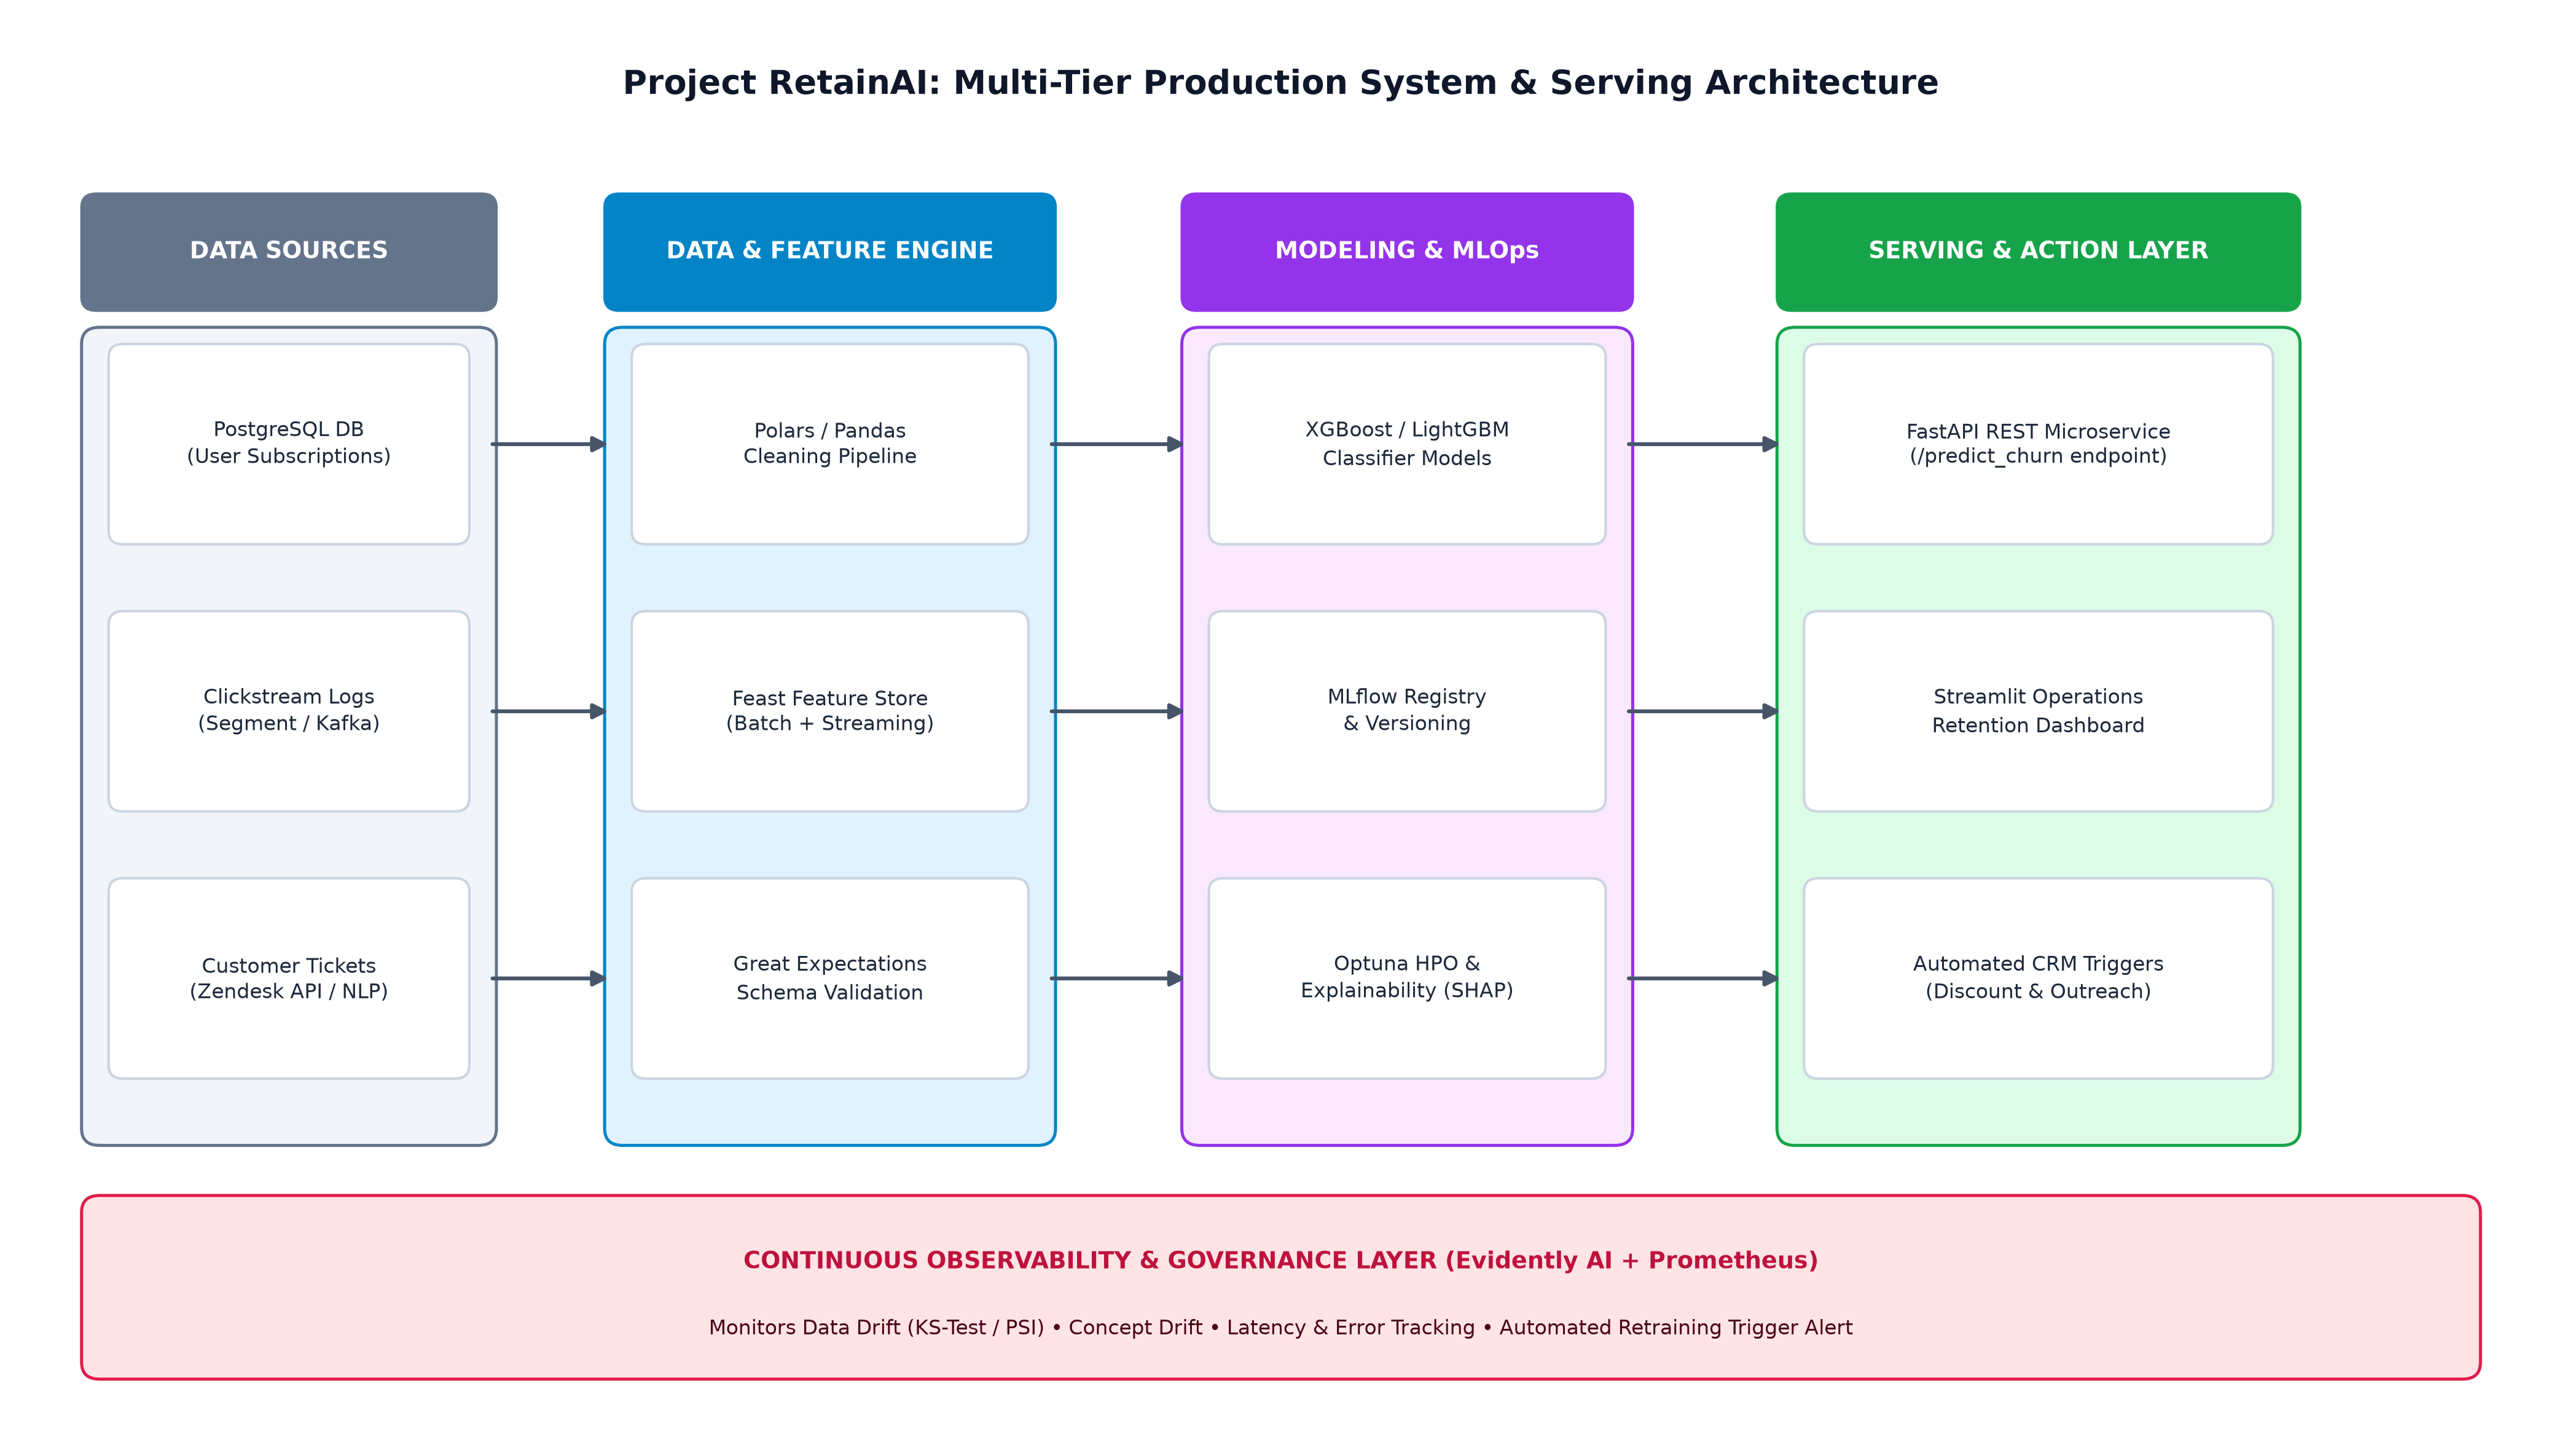 Project RetainAI: Multi-Tier Production System & Serving Architecture
DATA SOURCES
PostgreSQL DB
(User Subscriptions)
Clickstream Logs
(Segment / Kafka)
Customer Tickets
(Zendesk API / NLP)
DATA & FEATURE ENGINE
Polars / Pandas
Cleaning Pipeline
Feast Feature Store
(Batch + Streaming)
Great Expectations
Schema Validation
MODELING & MLOps
XGBoost / LightGBM
Classifier Models
MLflow Registry
& Versioning
Optuna HPO &
Explainability (SHAP)
SERVING & ACTION LAYER
FastAPI REST Microservice
(/predict_churn endpoint)
Streamlit Operations
Retention Dashboard
Automated CRM Triggers
(Discount & Outreach)
CONTINUOUS OBSERVABILITY & GOVERNANCE LAYER (Evidently AI + Prometheus)
Monitors Data Drift (KS-Test / PSI) • Concept Drift • Latency & Error Tracking • Automated Retraining Trigger Alert